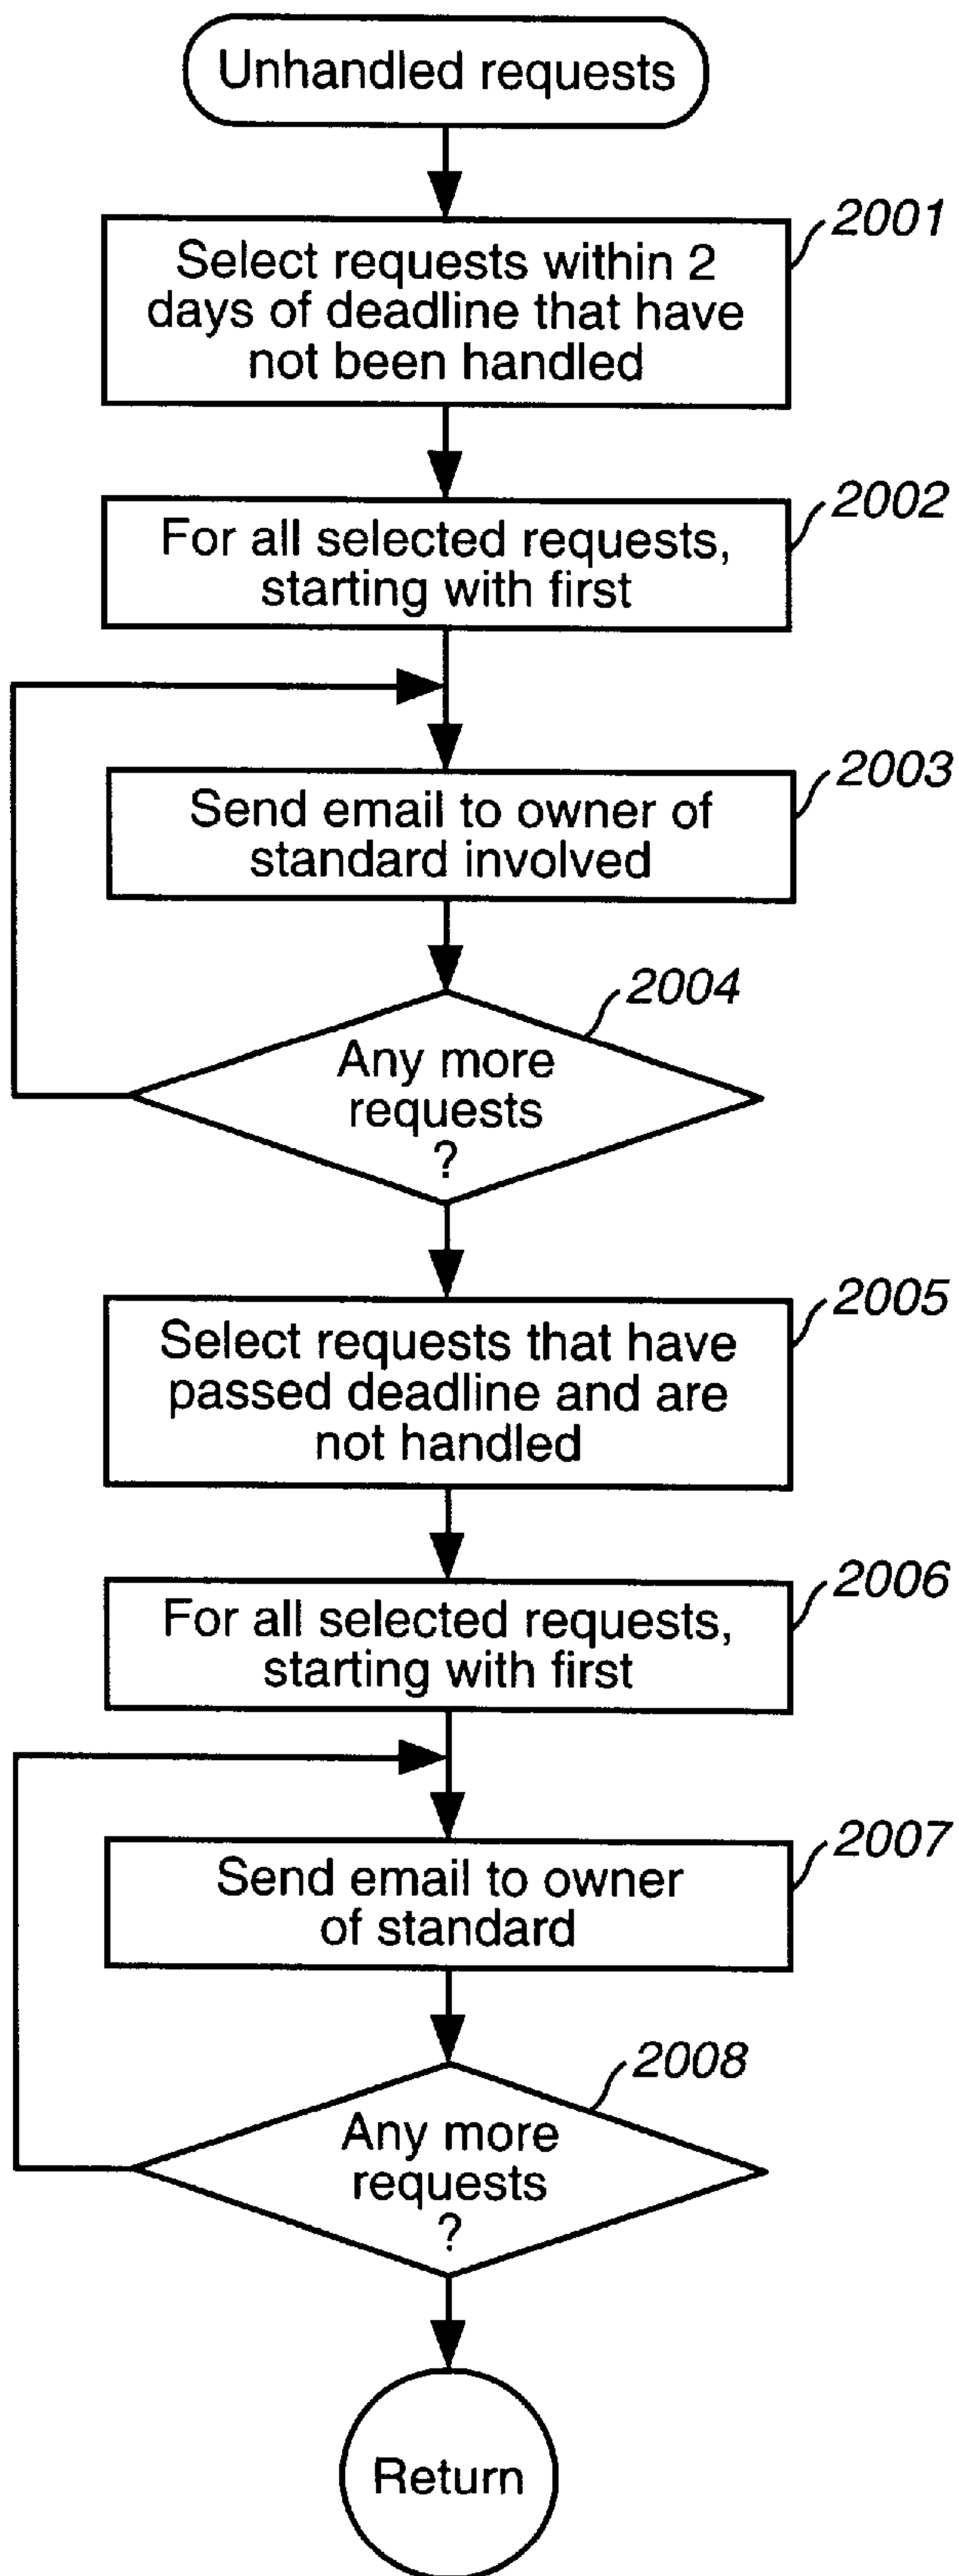 Unhandled requests
2001
Select requests within 2
days of deadline that have
not been handled
2002
For all selected requests,
starting with first
2003
Send email to owner of
standard involved
2004
Any more
requests
?
2005
Select requests that have
passed deadline and are
not handled
2006
For all selected requests,
starting with first
2007
Send email to owner
of standard
2008
Any more
requests
?
Return